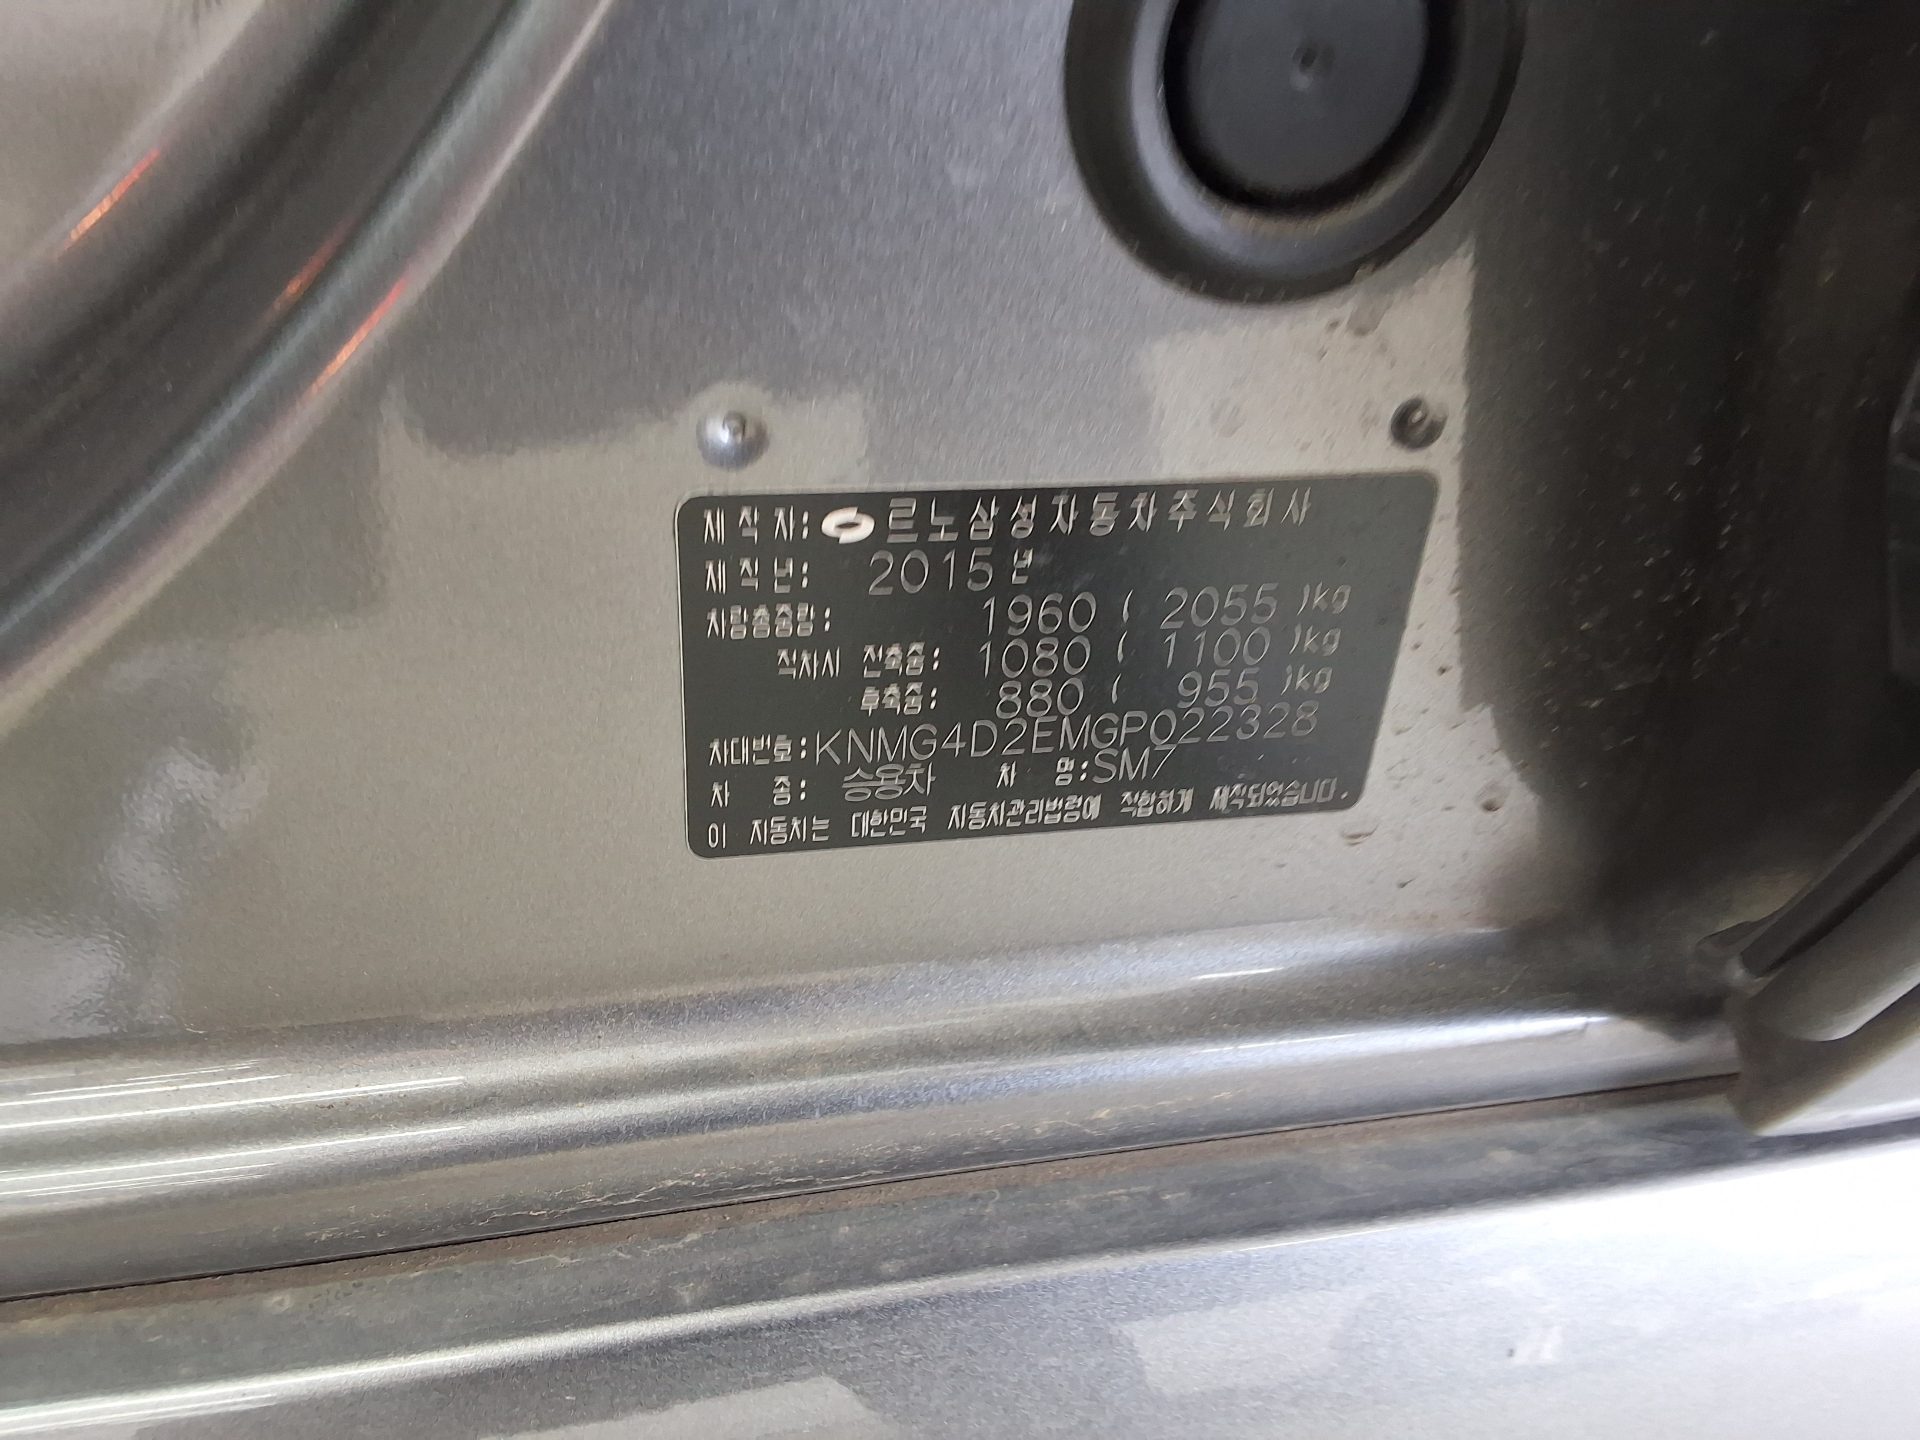 제 작 자: 르노삼성자동차주식회사
제 작 년: 2015 년
차량총중량: 1960 ( 2055 )kg
적차시 전축중: 1080 ( 1100 )kg
후축중: 880 ( 955 )kg
차대번호:KNMG4D2EMGP022328
차 종: 승용차 차 명:SM7
이 자동차는 대한민국 자동차관리법령에 적합하게 제작되었습니다.